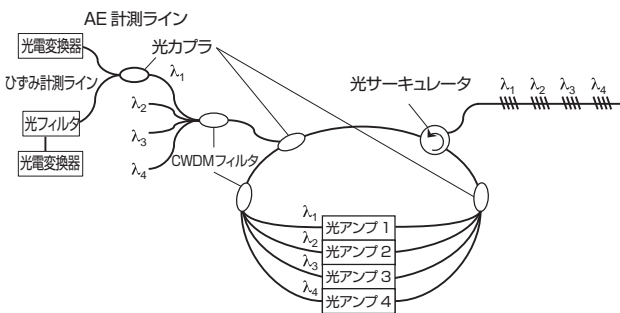 AE 計測ライン
光電変換器
光カプラ
λ1
ひずみ計測ライン
光フィルタ
光電変換器
λ2
λ3
λ4
CWDMフィルタ
光サーキュレータ
λ1 λ2 λ3 λ4
λ1
光アンプ 1
λ2
光アンプ 2
λ3
光アンプ 3
λ4
光アンプ 4